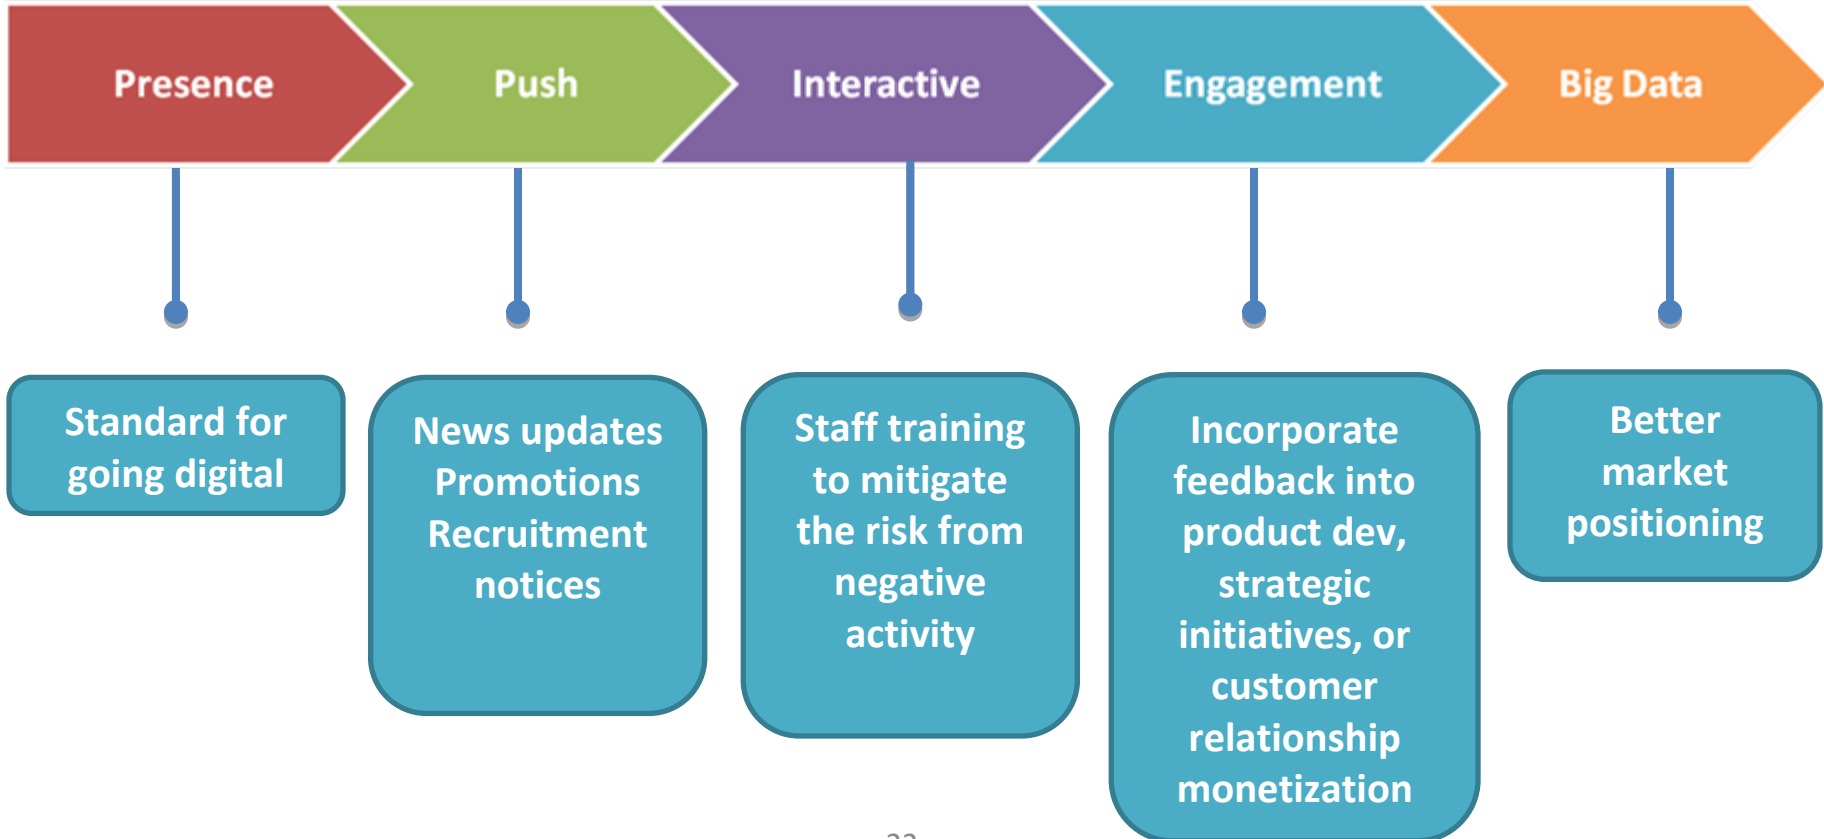 Presence
Push
Interactive
Engagement
Big Data
Standard for
going digital
News updates
Promotions
Recruitment
notices
Staff training
to mitigate
the risk from
negative
activity
Incorporate
feedback into
product dev,
strategic
initiatives, or
customer
relationship
monetization
Better
market
positioning